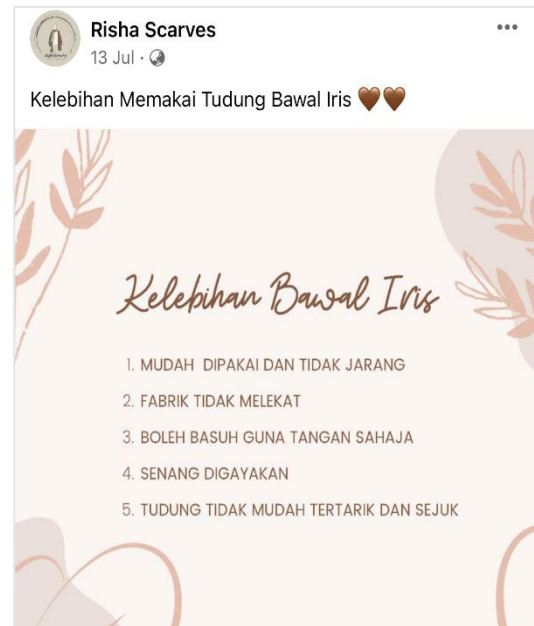 Risha Scarves
13 Jul ·
Kelebihan Memakai Tudung Bawal Iris 🤎🤎
Kelebihan Bawal Iris
1. MUDAH DIPAKAI DAN TIDAK JARANG
2. FABRIK TIDAK MELEKAT
3. BOLEH BASUH GUNA TANGAN SAHAJA
4. SENANG DIGAYAKAN
5. TUDUNG TIDAK MUDAH TERTARIK DAN SEJUK